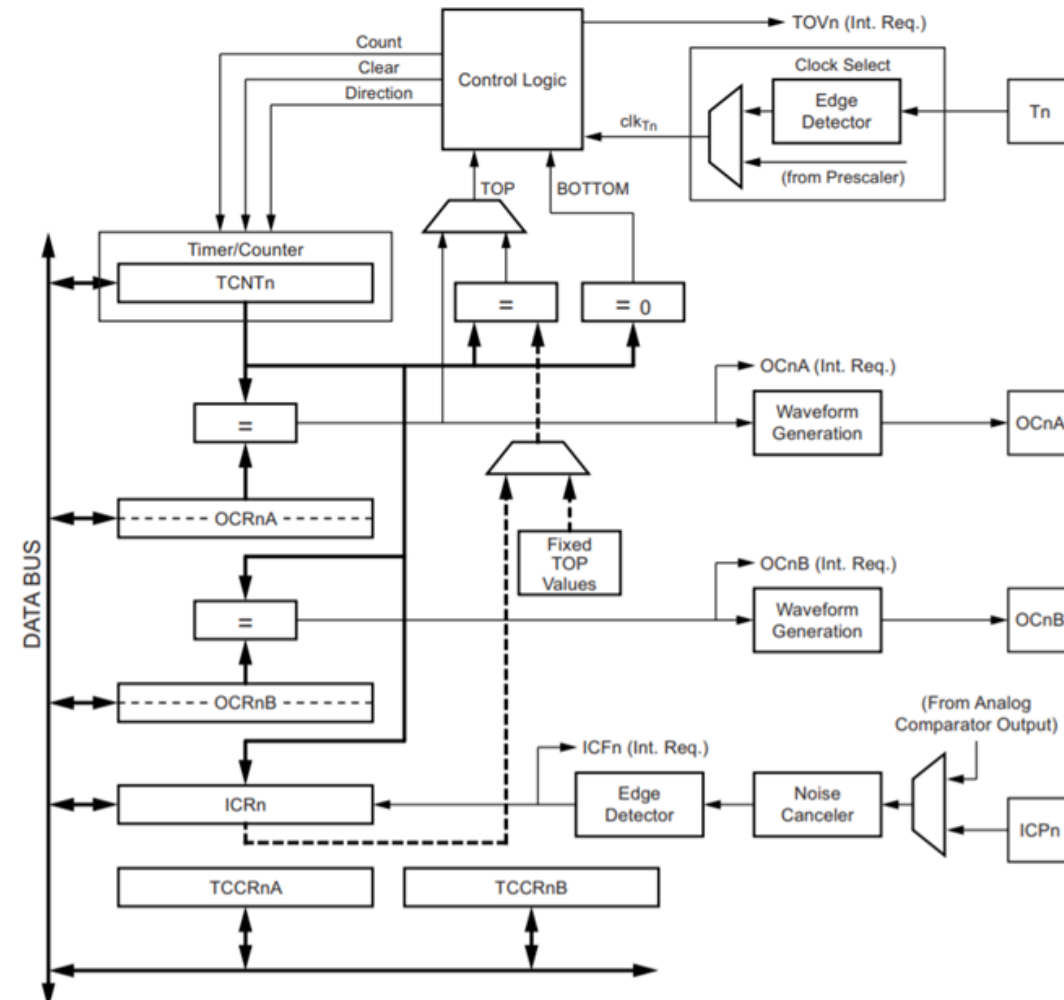 TOVn (Int. Req.)
Count
Clear
Direction
Control Logic
Clock Select
Edge
Detector
Tn
clkTn
(from Prescaler)
TOP
BOTTOM
Timer/Counter
TCNTn
=
= 0
OCnA (Int. Req.)
=
Waveform
Generation
OCnA
OCRnA
Fixed
TOP
Values
DATA BUS
OCnB (Int. Req.)
=
Waveform
Generation
OCnB
OCRnB
(From Analog
Comparator Output)
ICFn (Int. Req.)
ICRn
Edge
Detector
Noise
Canceler
ICPn
TCCRnA
TCCRnB